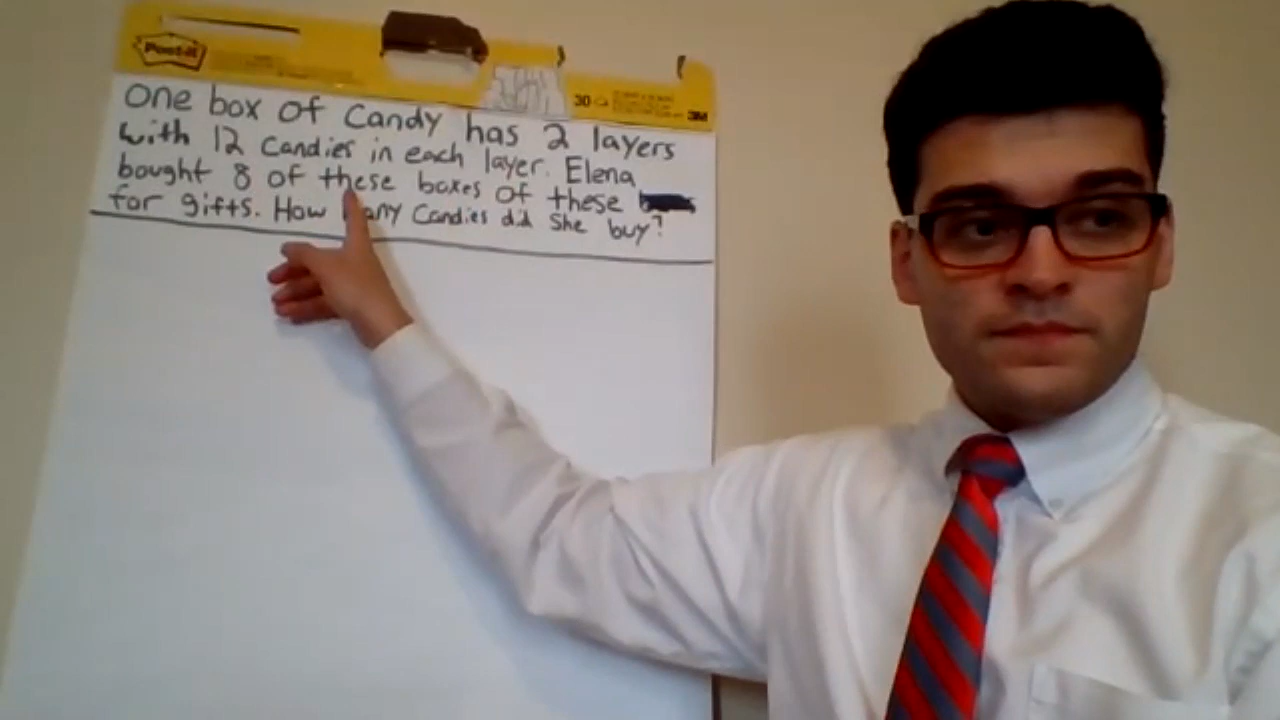 Post-it
30
3M
One box of Candy has 2 layers
with 12 Candies in each layer. Elena
bought 8 of these boxes of these
for gifts. How many Candies did She buy?